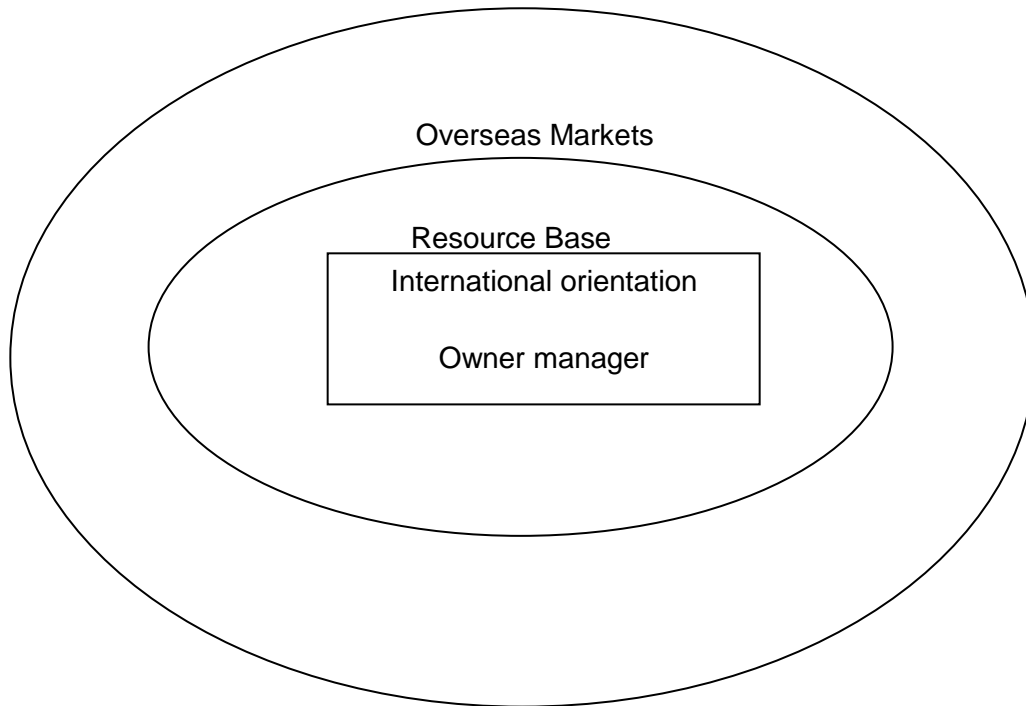 Overseas Markets
Resource Base
International orientation
Owner manager